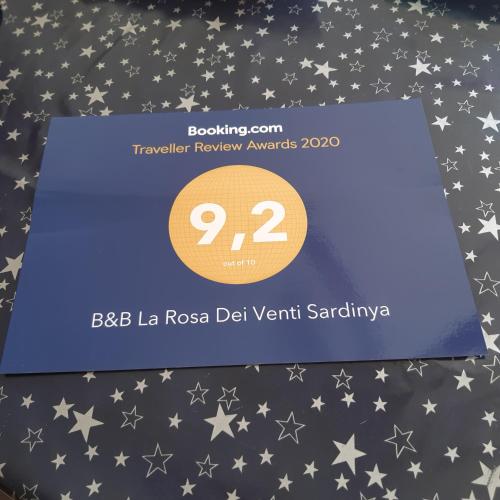 Booking.com
Traveller Review Awards 2020
9,2
out of 10
B&B La Rosa Dei Venti Sardinya